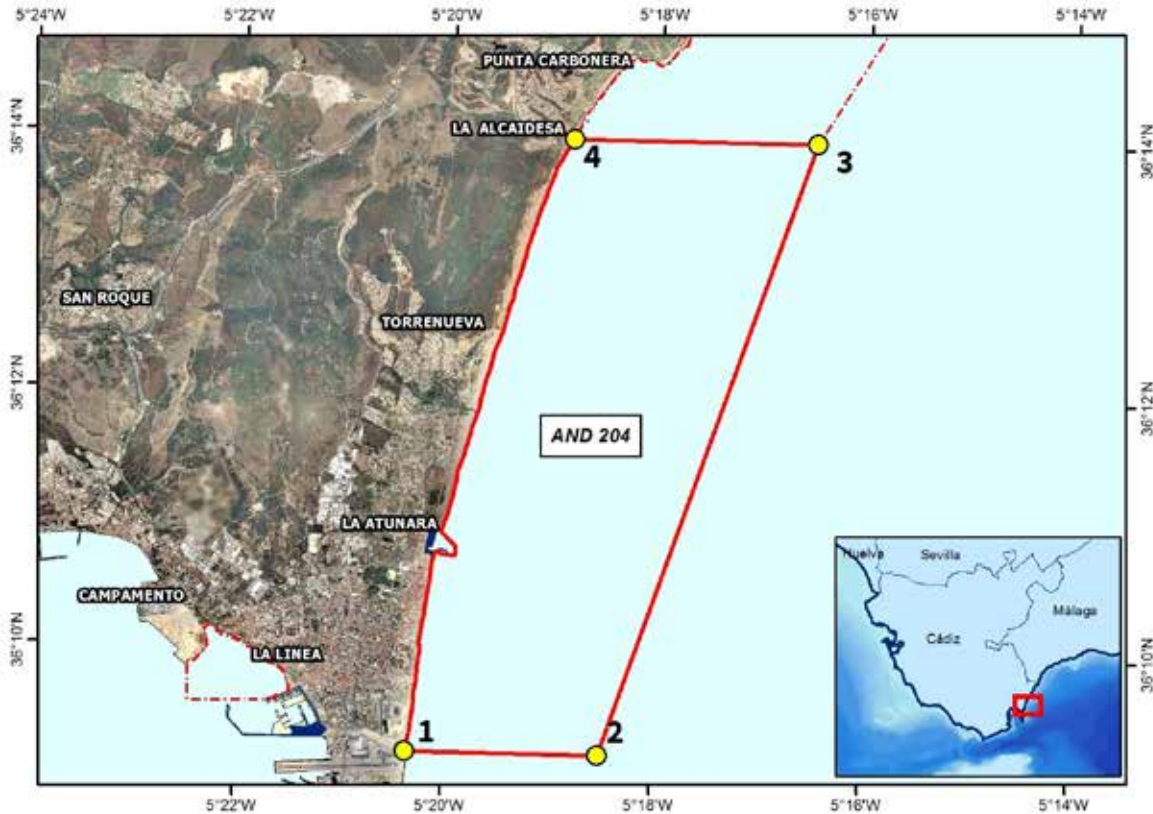 5°24'W
5°22'W
5°20'W
5°18'W
5°16'W
5°14'W
PUNTA CARBONERA
36°14'N
LA ALCAIDESA
4
3
36°14'N
SAN ROQUE
TORRENUEVA
36°12'N
36°12'N
AND 204
LA ATUNARA
Huelva
Sevilla
CAMPAMENTO
Málaga
36°10'N
Cádiz
LA LINEA
36°10'N
1
2
5°22'W
5°20'W
5°18'W
5°16'W
5°14'W